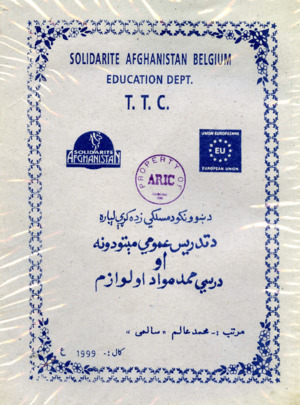 SOLIDARITE AFGHANISTAN BELGIUM
EDUCATION DEPT.
T. T. C.
SOLIDARITE
AFGHANISTAN
PROPERTY OF
ARIC
UNION EUROPEENNE
EU
EUROPEAN UNION
د ښوونکو د مسلکي زده کړې لپاره
د تدریس عمومي میتودونه
او
درسي ممد مواد او لوازم
مرتب :- محمد عالم "سالعی"
کال :- 1999 ع